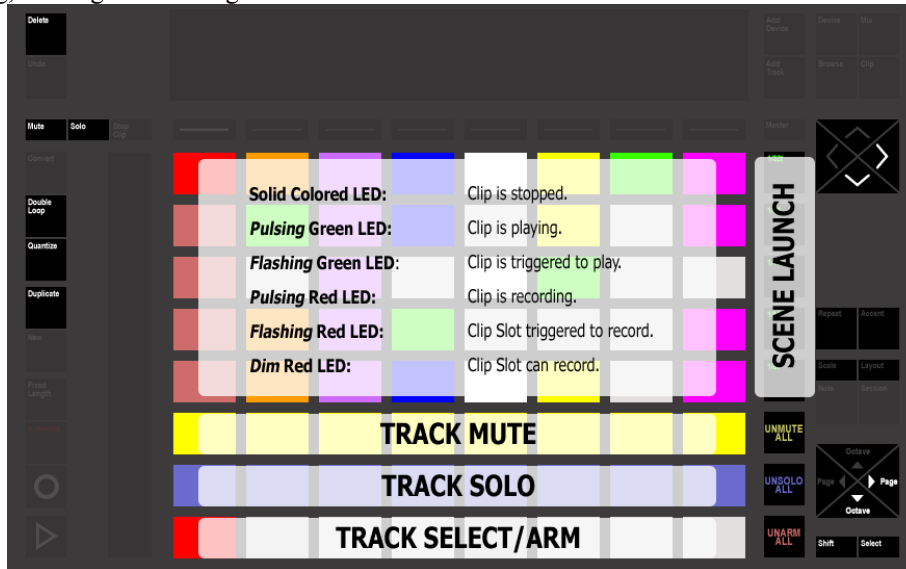 Delete
Add Device
Device
Mix
Undo
Add Track
Browse
Clip
Mute
Solo
Stop Clip
Master
Convert
Double Loop
Quantize
Duplicate
New
Fixed Length
Automate
Solid Colored LED: Clip is stopped.
Pulsing Green LED: Clip is playing.
Flashing Green LED: Clip is triggered to play.
Pulsing Red LED: Clip is recording.
Flashing Red LED: Clip Slot triggered to record.
Dim Red LED: Clip Slot can record.
SCENE LAUNCH
Repeat
Accent
Scale
Layout
Note
Session
TRACK MUTE
UNMUTE ALL
TRACK SOLO
UNSOLO ALL
TRACK SELECT/ARM
UNARM ALL
Octave
Page
Page
Octave
Shift
Select